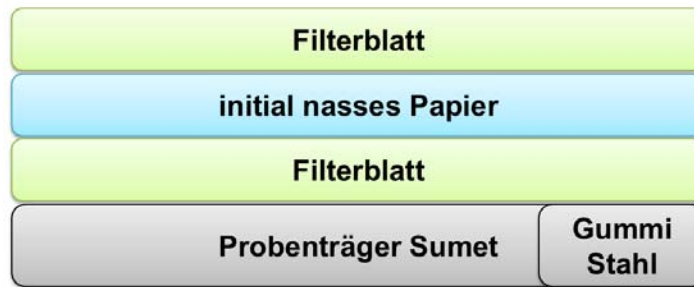 Filterblatt
initial nasses Papier
Filterblatt
Probenträger Sumet
Gummi
Stahl